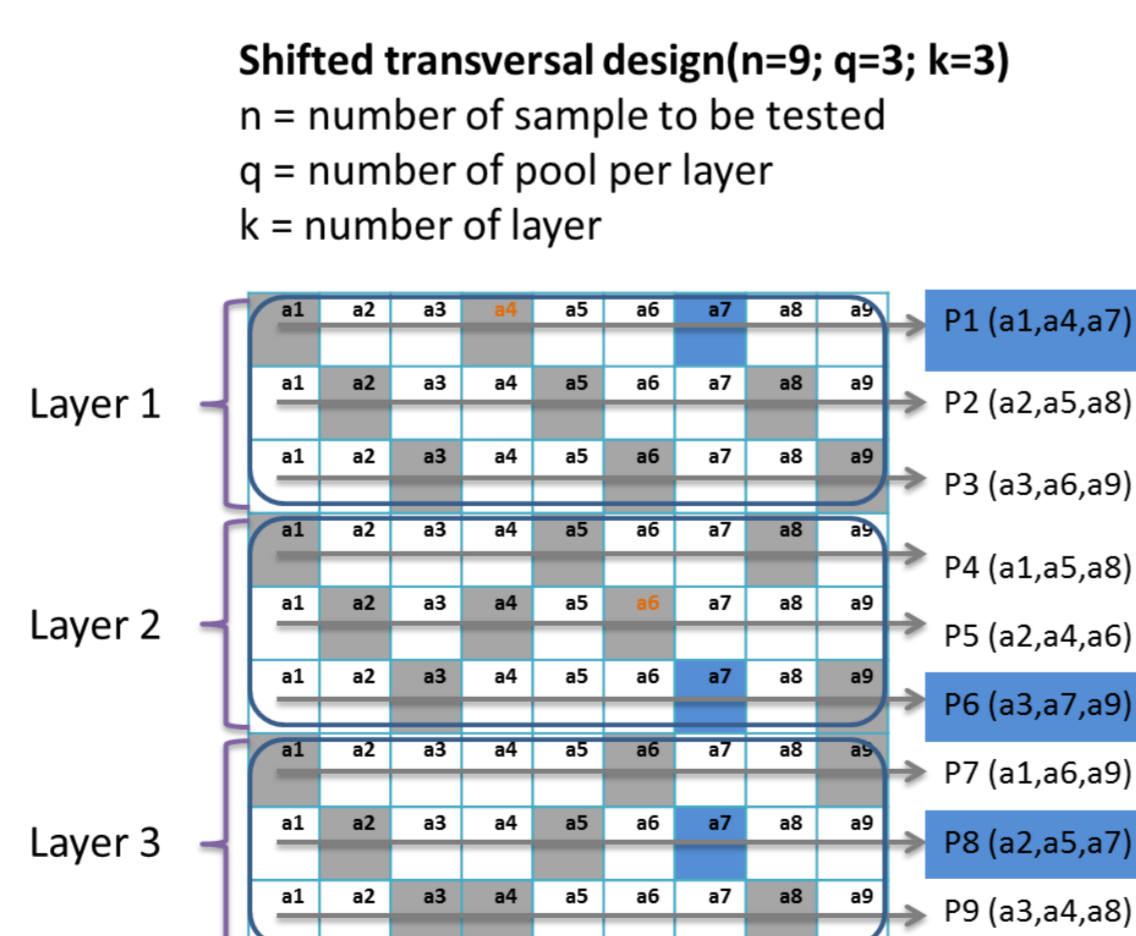 Shifted transversal design(n=9; q=3; k=3)
n = number of sample to be tested
q = number of pool per layer
k = number of layer
Layer 1
a1 a2 a3 a4 a5 a6 a7 a8 a9 P1 (a1,a4,a7)
a1 a2 a3 a4 a5 a6 a7 a8 a9 P2 (a2,a5,a8)
a1 a2 a3 a4 a5 a6 a7 a8 a9 P3 (a3,a6,a9)
Layer 2
a1 a2 a3 a4 a5 a6 a7 a8 a9 P4 (a1,a5,a8)
a1 a2 a3 a4 a5 a6 a7 a8 a9 P5 (a2,a4,a6)
a1 a2 a3 a4 a5 a6 a7 a8 a9 P6 (a3,a7,a9)
Layer 3
a1 a2 a3 a4 a5 a6 a7 a8 a9 P7 (a1,a6,a9)
a1 a2 a3 a4 a5 a6 a7 a8 a9 P8 (a2,a5,a7)
a1 a2 a3 a4 a5 a6 a7 a8 a9 P9 (a3,a4,a8)